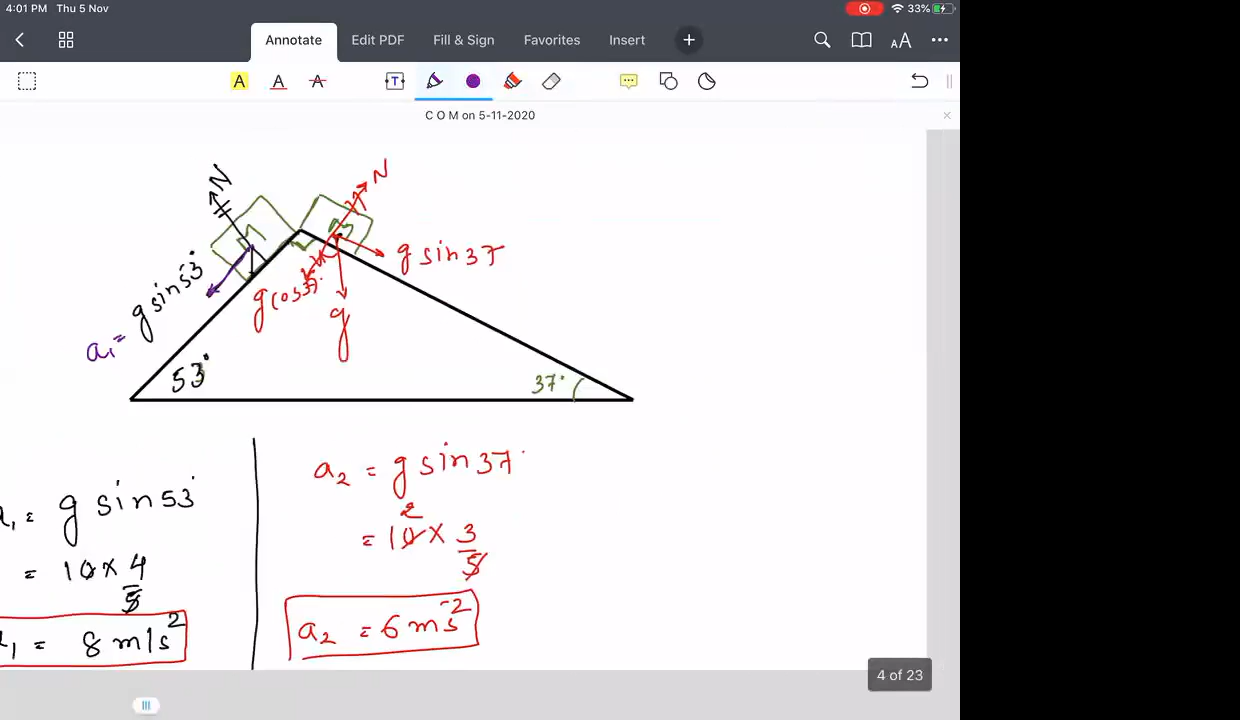 4:01 PM Thu 5 Nov
33%
Annotate Edit PDF Fill & Sign Favorites Insert
A A A T
C O M on 5-11-2020
N
N
g sin 37
g cos 37°
g
a₁ = g sin 53°
53°
37°
a₁ = g sin 53°
= 10 × 4/5
a₁ = 8 m/s²
a₂ = g sin 37°
2
= 10 × 3/5
a₂ = 6 ms⁻²
4 of 23